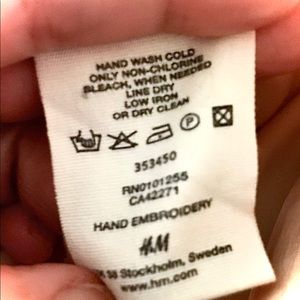 HAND WASH COLD
ONLY NON-CHLORINE
BLEACH, WHEN NEEDED
LINE DRY
LOW IRON
OR DRY CLEAN
P
353450
RN0101255
CA42271
HAND EMBROIDERY
H&M
38 Stockholm, Sweden
www.hm.com